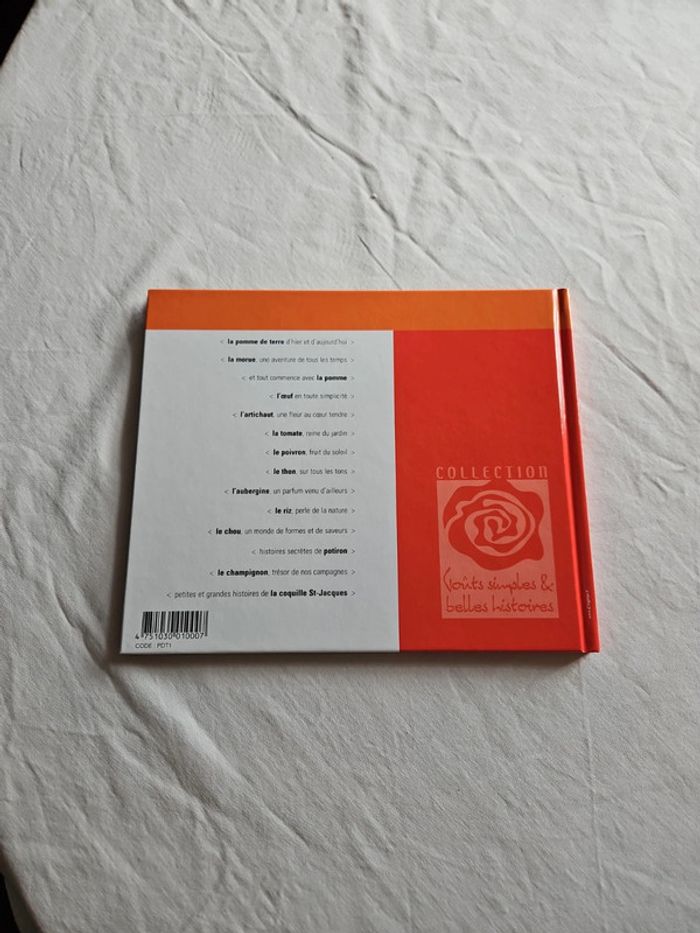 < la pomme de terre d'hier et d'aujourd'hui >
< la morue, une aventure de tous les temps >
< et tout commence avec la pomme >
< l'œuf en toute simplicité >
< l'artichaut, une fleur au cœur tendre >
< la tomate, reine du jardin >
< le poivron, fruit du soleil >
< le thon, sur tous les tons >
< l'aubergine, un parfum venu d'ailleurs >
< le riz, perle de la nature >
< le chou, un monde de formes et de saveurs >
< histoires secrètes de potiron >
< le champignon, trésor de nos campagnes >
< petites et grandes histoires de la coquille St-Jacques >
4 751030 010007
CODE : PDT1
COLLECTION
Goûts simples &
belles histoires